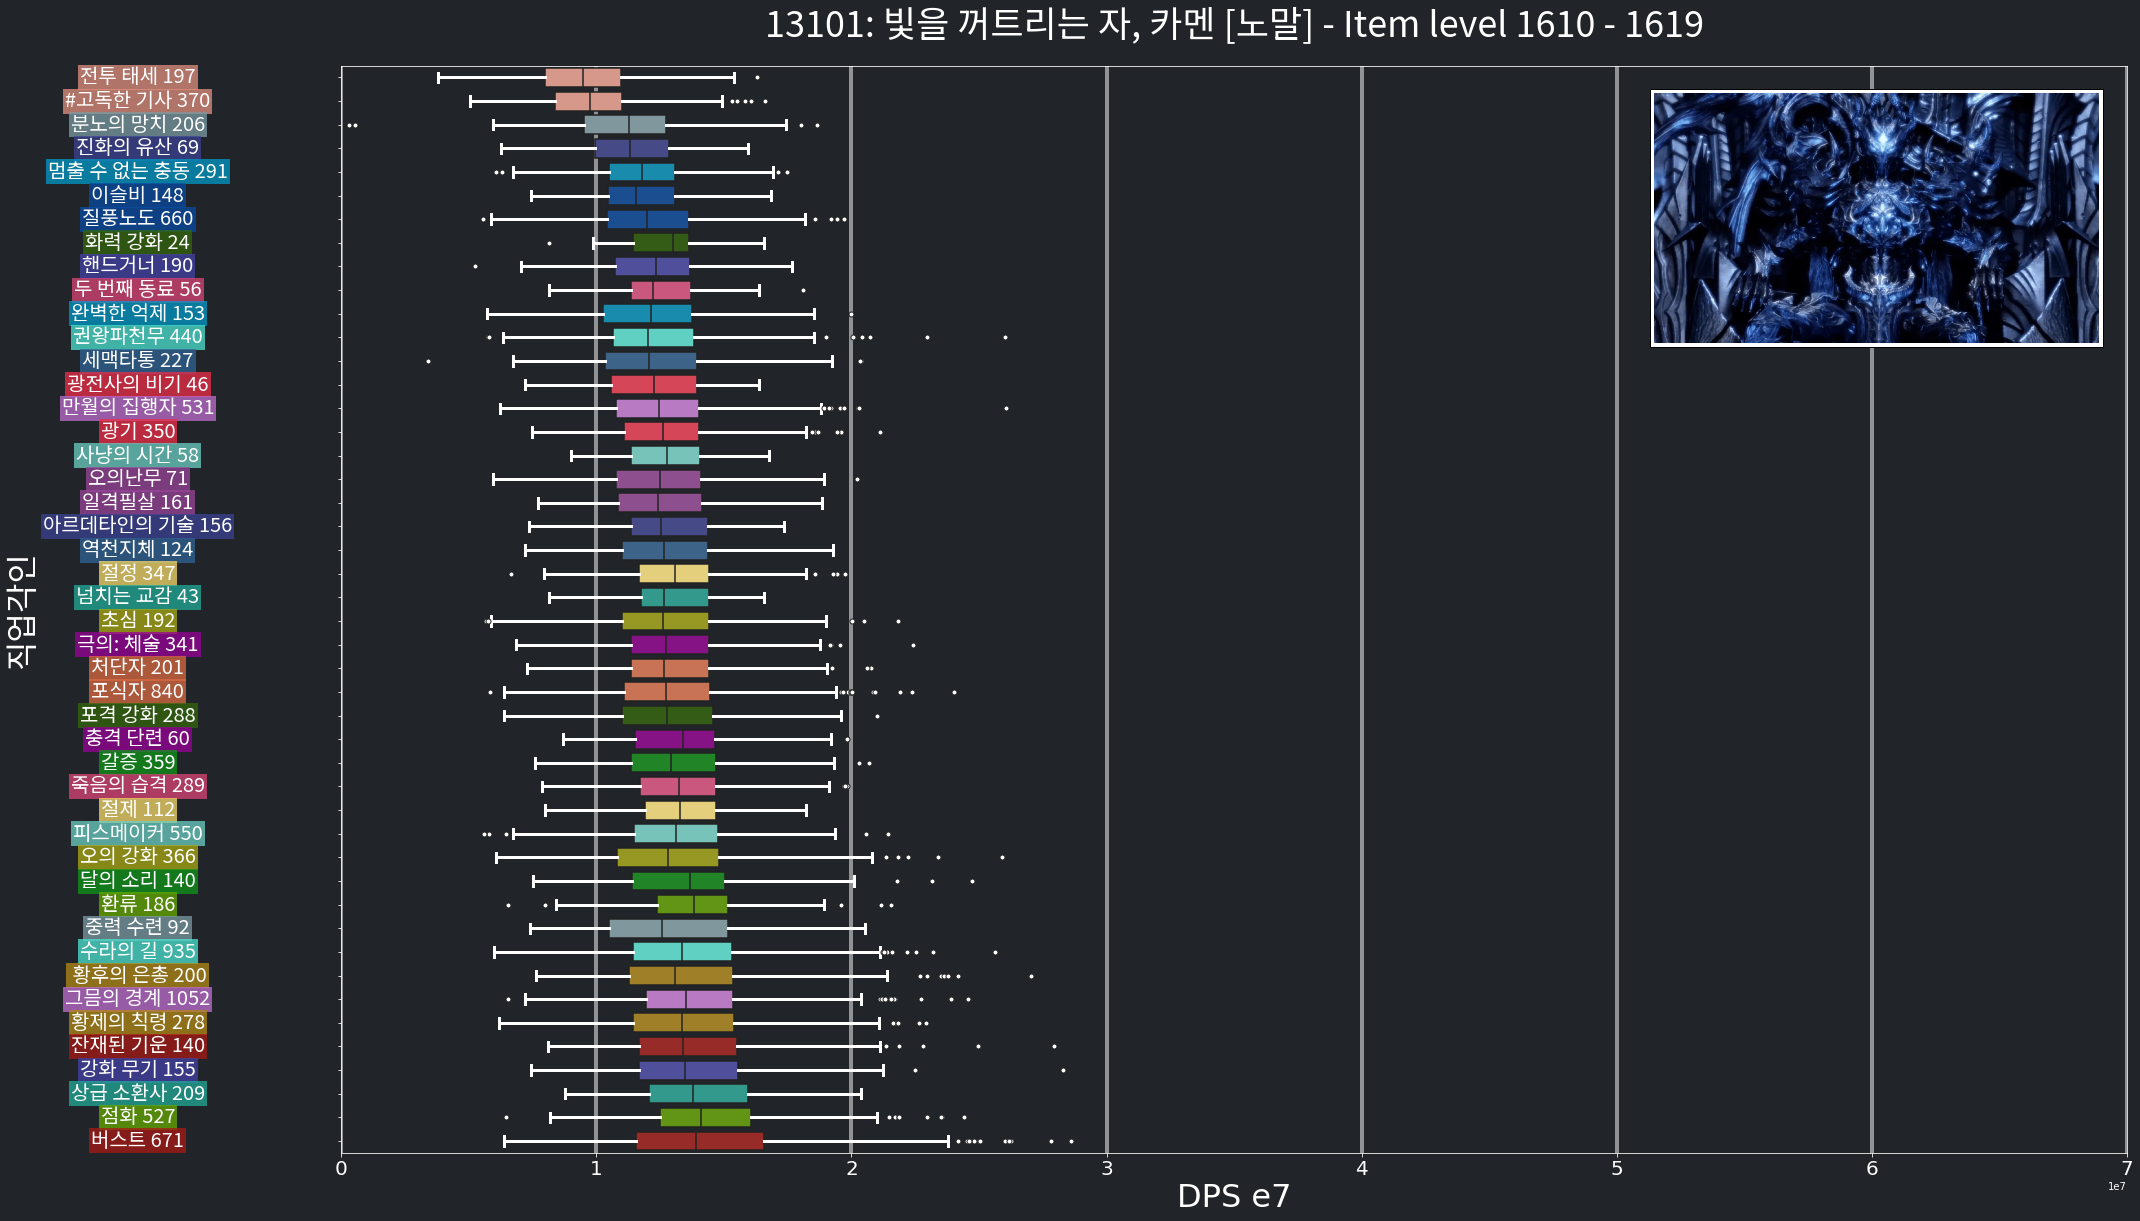 13101: 빛을 꺼트리는 자, 카멘 [노말] - Item level 1610 - 1619
직업각인
전투 태세 197
#고독한 기사 370
분노의 망치 206
진화의 유산 69
멈출 수 없는 충동 291
이슬비 148
질풍노도 660
화력 강화 24
핸드거너 190
두 번째 동료 56
완벽한 억제 153
권왕파천무 440
세맥타통 227
광전사의 비기 46
만월의 집행자 531
광기 350
사냥의 시간 58
오의난무 71
일격필살 161
아르데타인의 기술 156
역천지체 124
절정 347
넘치는 교감 43
초심 192
극의: 체술 341
처단자 201
포식자 840
포격 강화 288
충격 단련 60
갈증 359
죽음의 습격 289
절제 112
피스메이커 550
오의 강화 366
달의 소리 140
환류 186
중력 수련 92
수라의 길 935
황후의 은총 200
그믐의 경계 1052
황제의 칙령 278
잔재된 기운 140
강화 무기 155
상급 소환사 209
점화 527
버스트 671
0 1 2 3 4 5 6 7
DPS e7
1e7